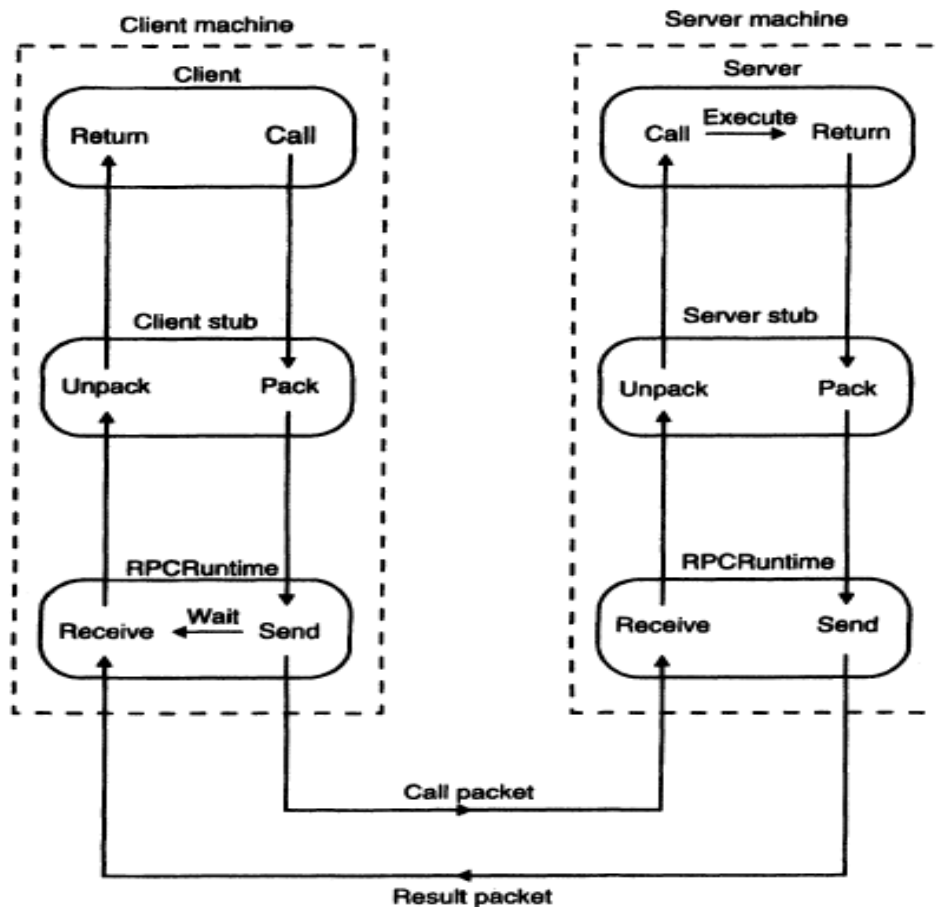 Client machine
Server machine
Client
Server
Return
Call
Call
Execute
Return
Client stub
Server stub
Unpack
Pack
Unpack
Pack
RPCRuntime
RPCRuntime
Receive
Wait
Send
Receive
Send
Call packet
Result packet